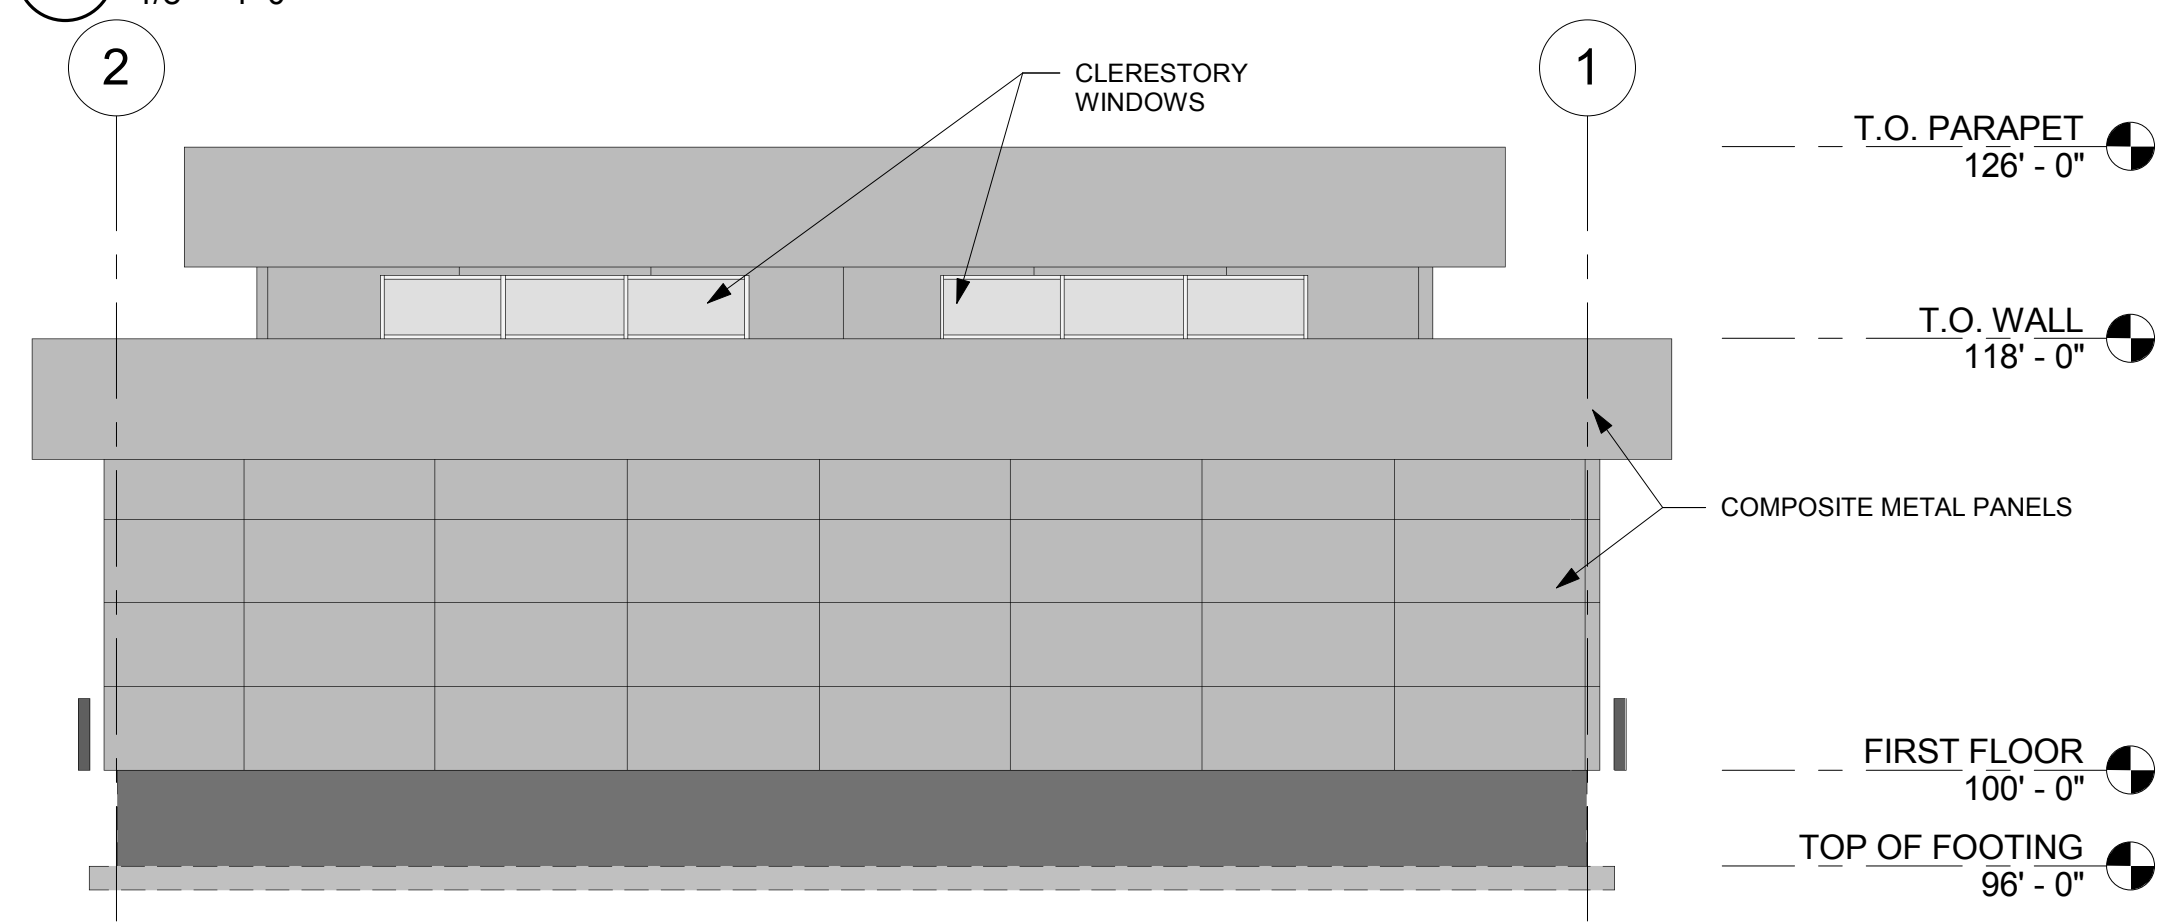 2
1
CLERESTORY
WINDOWS
T.O. PARAPET
126' - 0"
T.O. WALL
118' - 0"
COMPOSITE METAL PANELS
FIRST FLOOR
100' - 0"
TOP OF FOOTING
96' - 0"